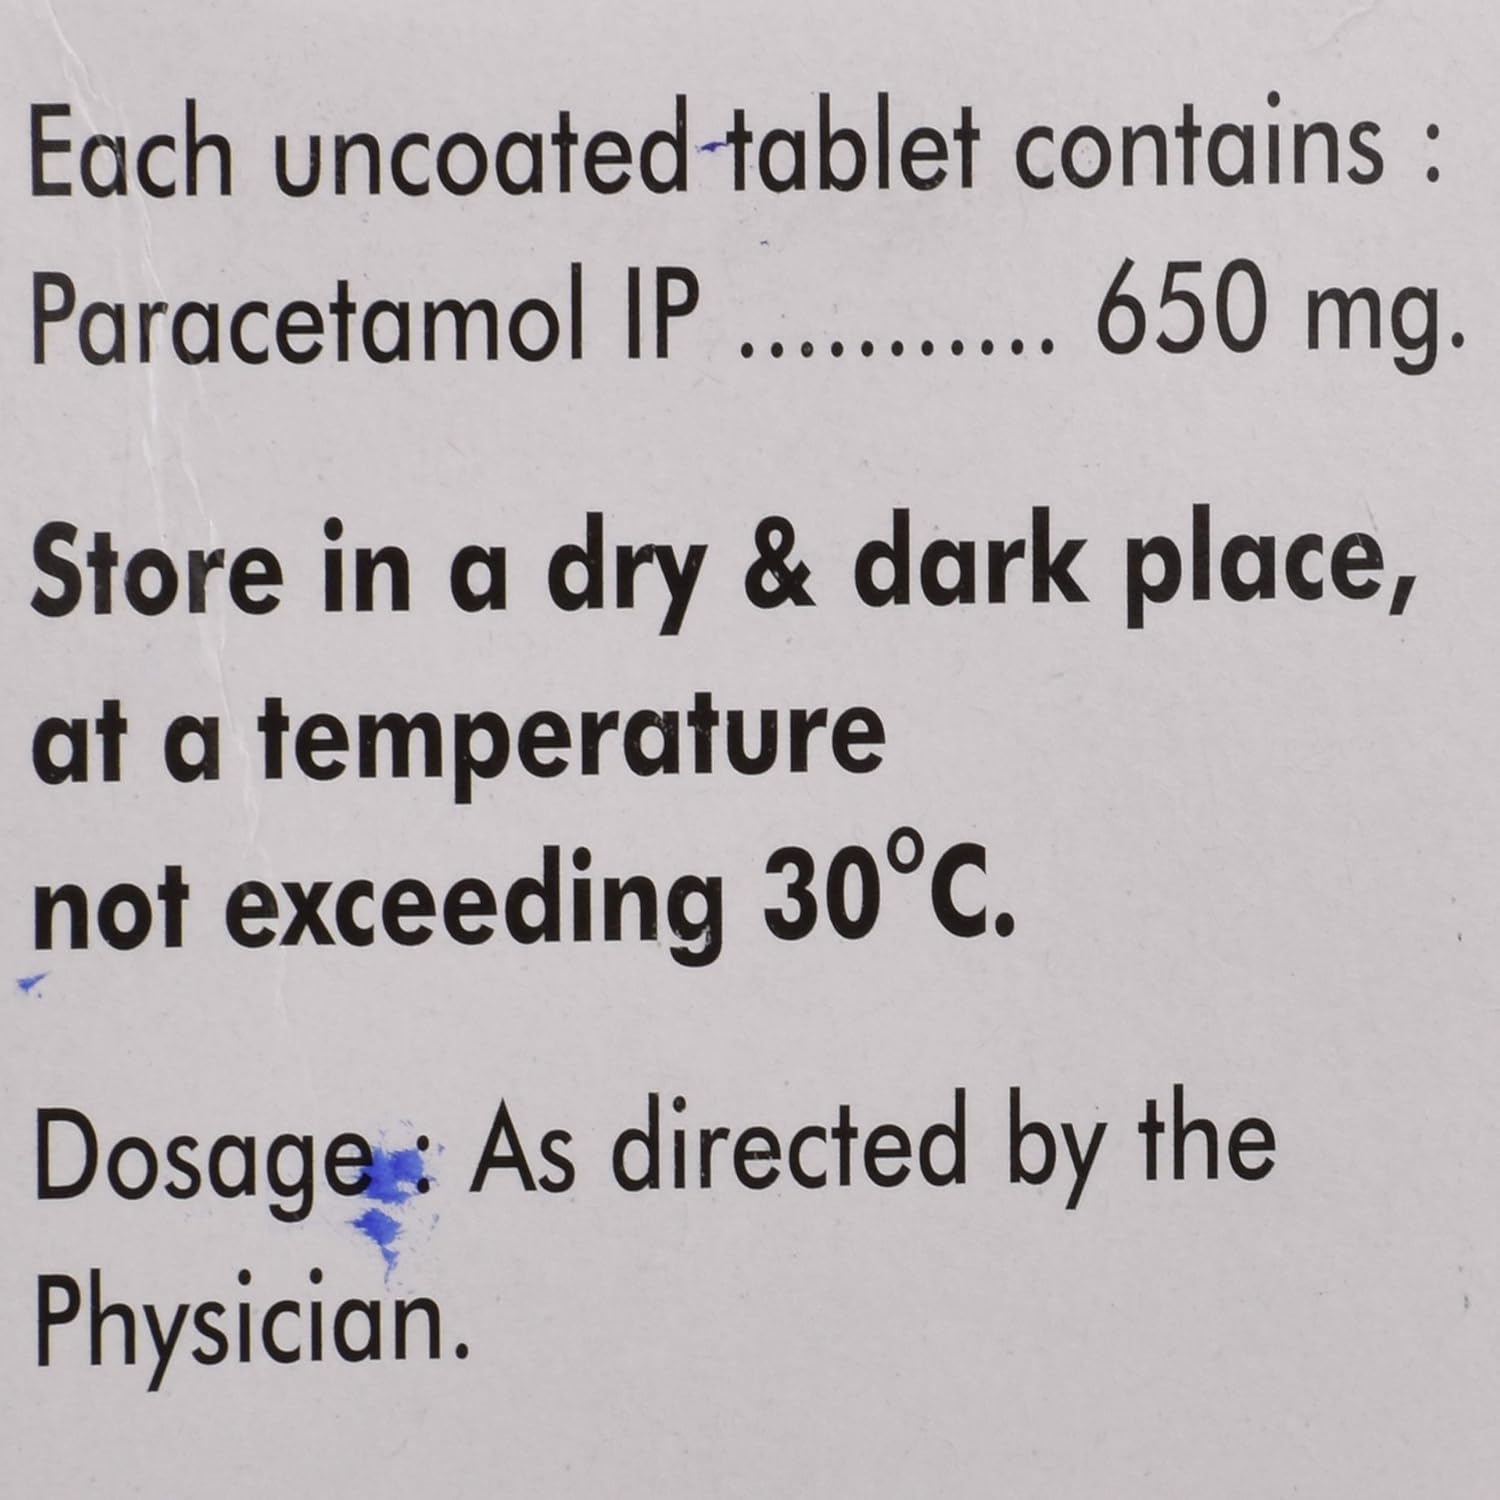 Each uncoated tablet contains :
Paracetamol IP ........... 650 mg.
Store in a dry & dark place,
at a temperature
not exceeding 30°C.
Dosage : As directed by the
Physician.